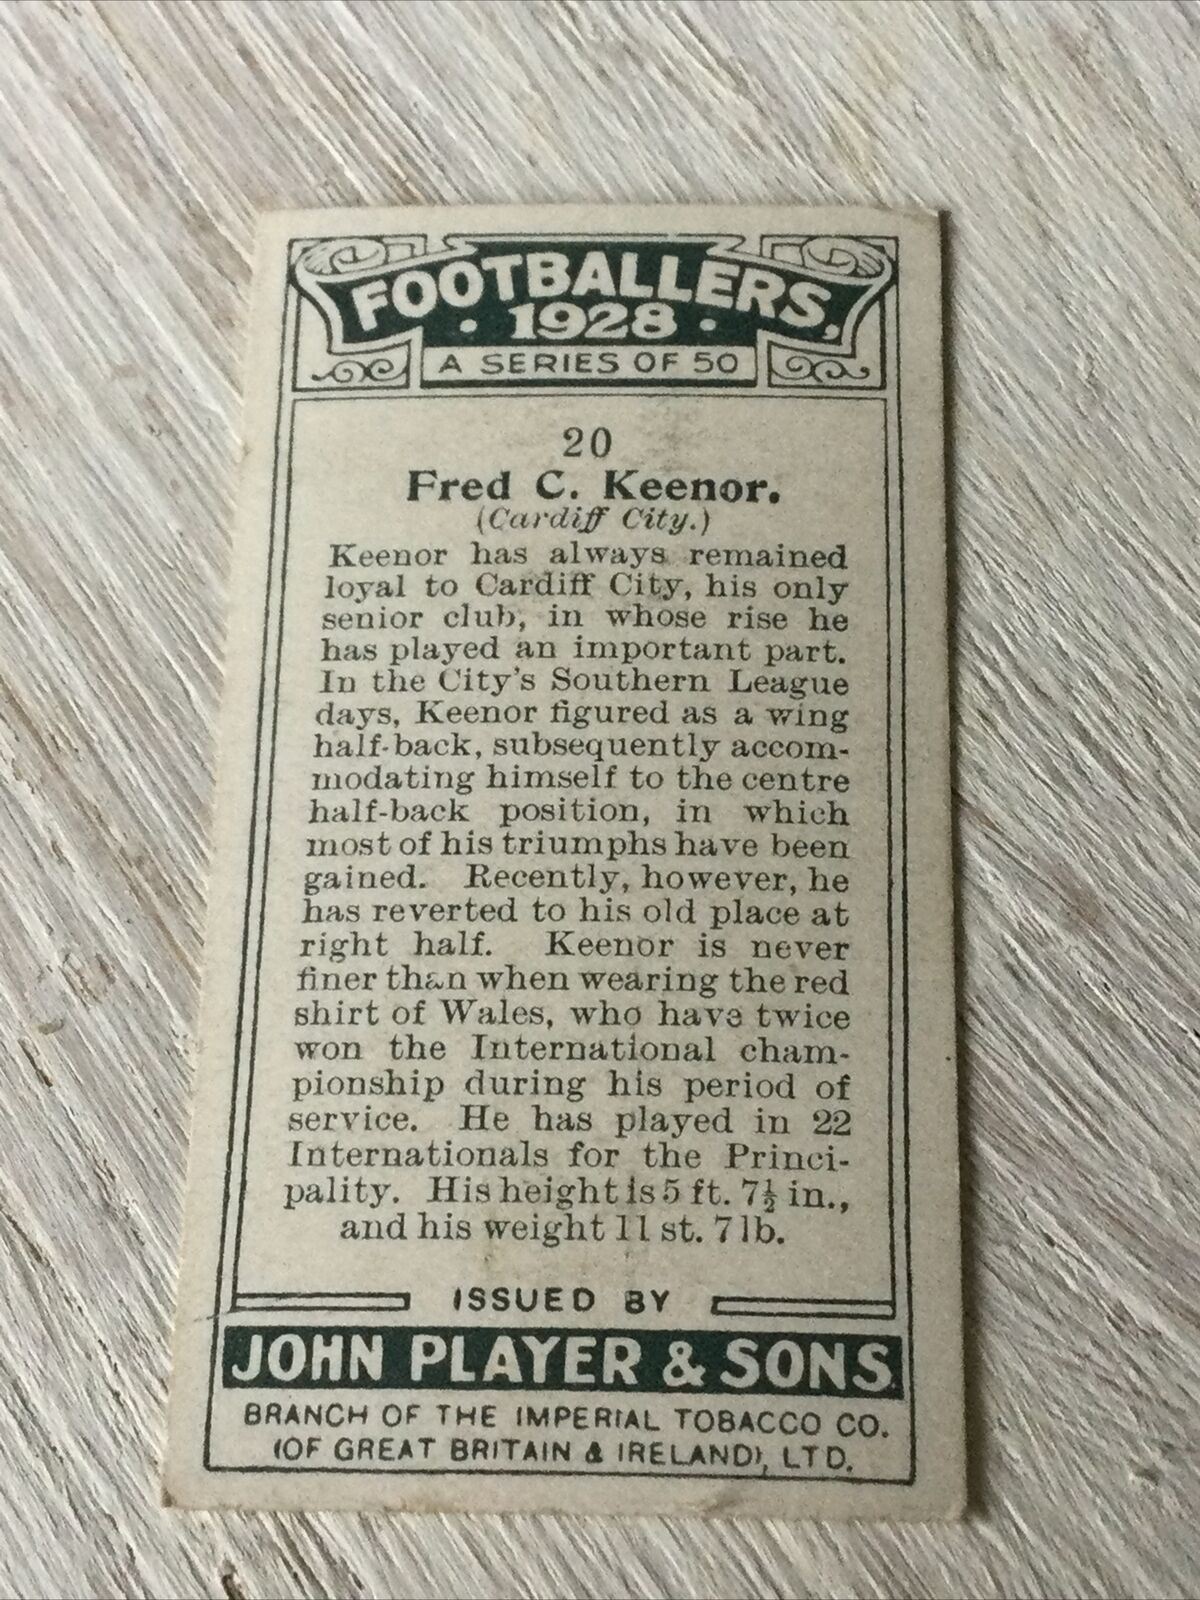 FOOTBALLERS,
· 1928 ·
A SERIES OF 50
20
Fred C. Keenor.
(Cardiff City.)
Keenor has always remained
loyal to Cardiff City, his only
senior club, in whose rise he
has played an important part.
In the City's Southern League
days, Keenor figured as a wing
half-back, subsequently accom-
modating himself to the centre
half-back position, in which
most of his triumphs have been
gained. Recently, however, he
has reverted to his old place at
right half. Keenor is never
finer than when wearing the red
shirt of Wales, who have twice
won the International cham-
pionship during his period of
service. He has played in 22
Internationals for the Princi-
pality. His height is 5 ft. 7½ in.,
and his weight 11 st. 7 lb.
ISSUED BY
JOHN PLAYER & SONS
BRANCH OF THE IMPERIAL TOBACCO CO.
(OF GREAT BRITAIN & IRELAND), LTD.